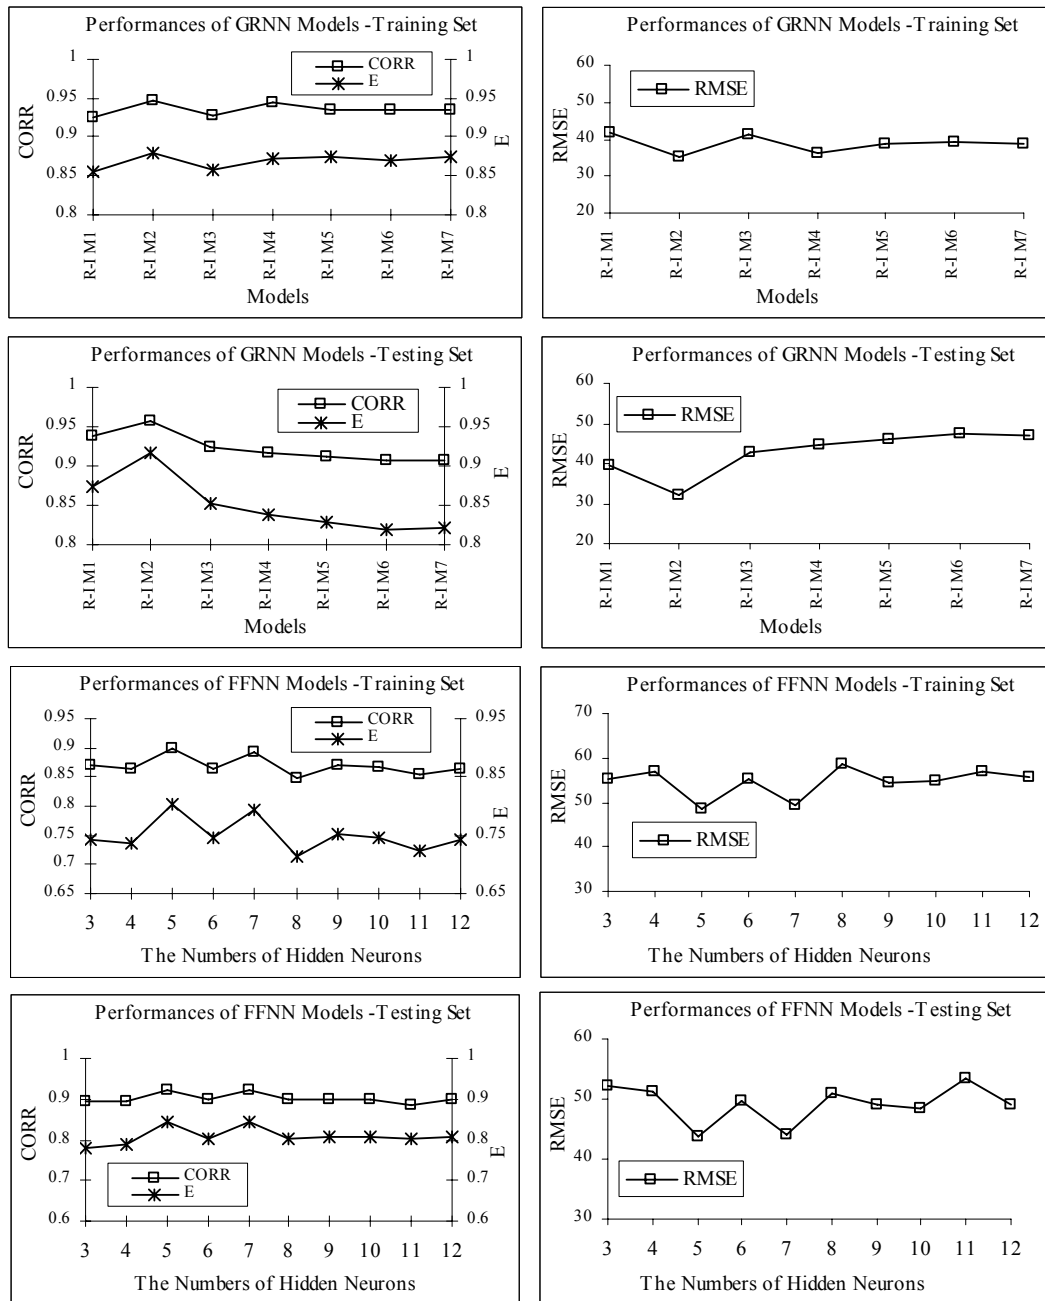 Performances of GRNN Models -Training Set
CORR
E
1
0.95
0.9
0.85
0.8
1
0.95
0.9
0.85
0.8
CORR
E
R-I M1
R-I M2
R-I M3
R-I M4
R-I M5
R-I M6
R-I M7
Models
Performances of GRNN Models -Training Set
RMSE
60
50
40
30
20
RMSE
R-I M1
R-I M2
R-I M3
R-I M4
R-I M5
R-I M6
R-I M7
Models
Performances of GRNN Models -Testing Set
CORR
E
1
0.95
0.9
0.85
0.8
1
0.95
0.9
0.85
0.8
CORR
E
R-I M1
R-I M2
R-I M3
R-I M4
R-I M5
R-I M6
R-I M7
Models
Performances of GRNN Models -Testing Set
RMSE
60
50
40
30
20
RMSE
R-I M1
R-I M2
R-I M3
R-I M4
R-I M5
R-I M6
R-I M7
Models
Performances of FFNN Models -Training Set
CORR
E
0.95
0.9
0.85
0.8
0.75
0.7
0.65
0.95
0.85
0.75
0.65
CORR
E
3 4 5 6 7 8 9 10 11 12
The Numbers of Hidden Neurons
Performances of FFNN Models -Training Set
RMSE
70
60
50
40
30
RMSE
3 4 5 6 7 8 9 10 11 12
The Numbers of Hidden Neurons
Performances of FFNN Models -Testing Set
CORR
E
1
0.9
0.8
0.7
0.6
1
0.9
0.8
0.7
0.6
CORR
E
3 4 5 6 7 8 9 10 11 12
The Numbers of Hidden Neurons
Performances of FFNN Models -Testing Set
RMSE
60
50
40
30
RMSE
3 4 5 6 7 8 9 10 11 12
The Numbers of Hidden Neurons